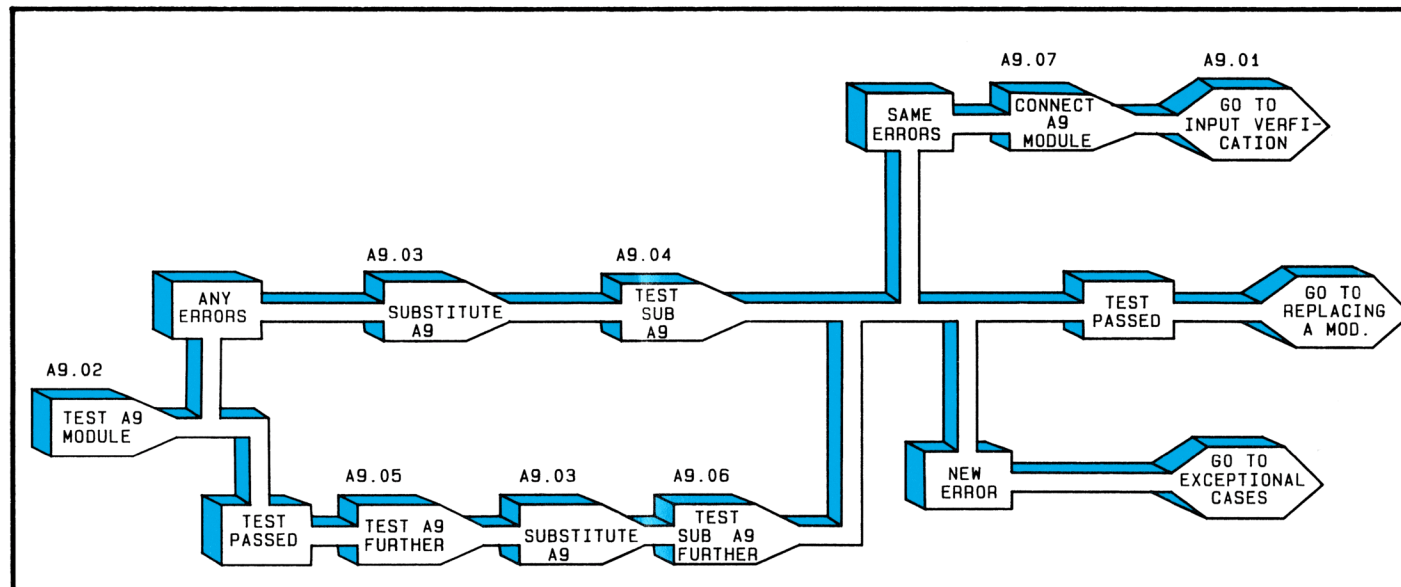 A9.07
A9.01
SAME
ERRORS
CONNECT
A9
MODULE
GO TO
INPUT VERFI-
CATION
A9.03
A9.04
ANY
ERRORS
SUBSTITUTE
A9
TEST
SUB
A9
TEST
PASSED
GO TO
REPLACING
A MOD.
A9.02
TEST A9
MODULE
A9.05
A9.03
A9.06
TEST
PASSED
TEST A9
FURTHER
SUBSTITUTE
A9
TEST
SUB A9
FURTHER
NEW
ERROR
GO TO
EXCEPTIONAL
CASES